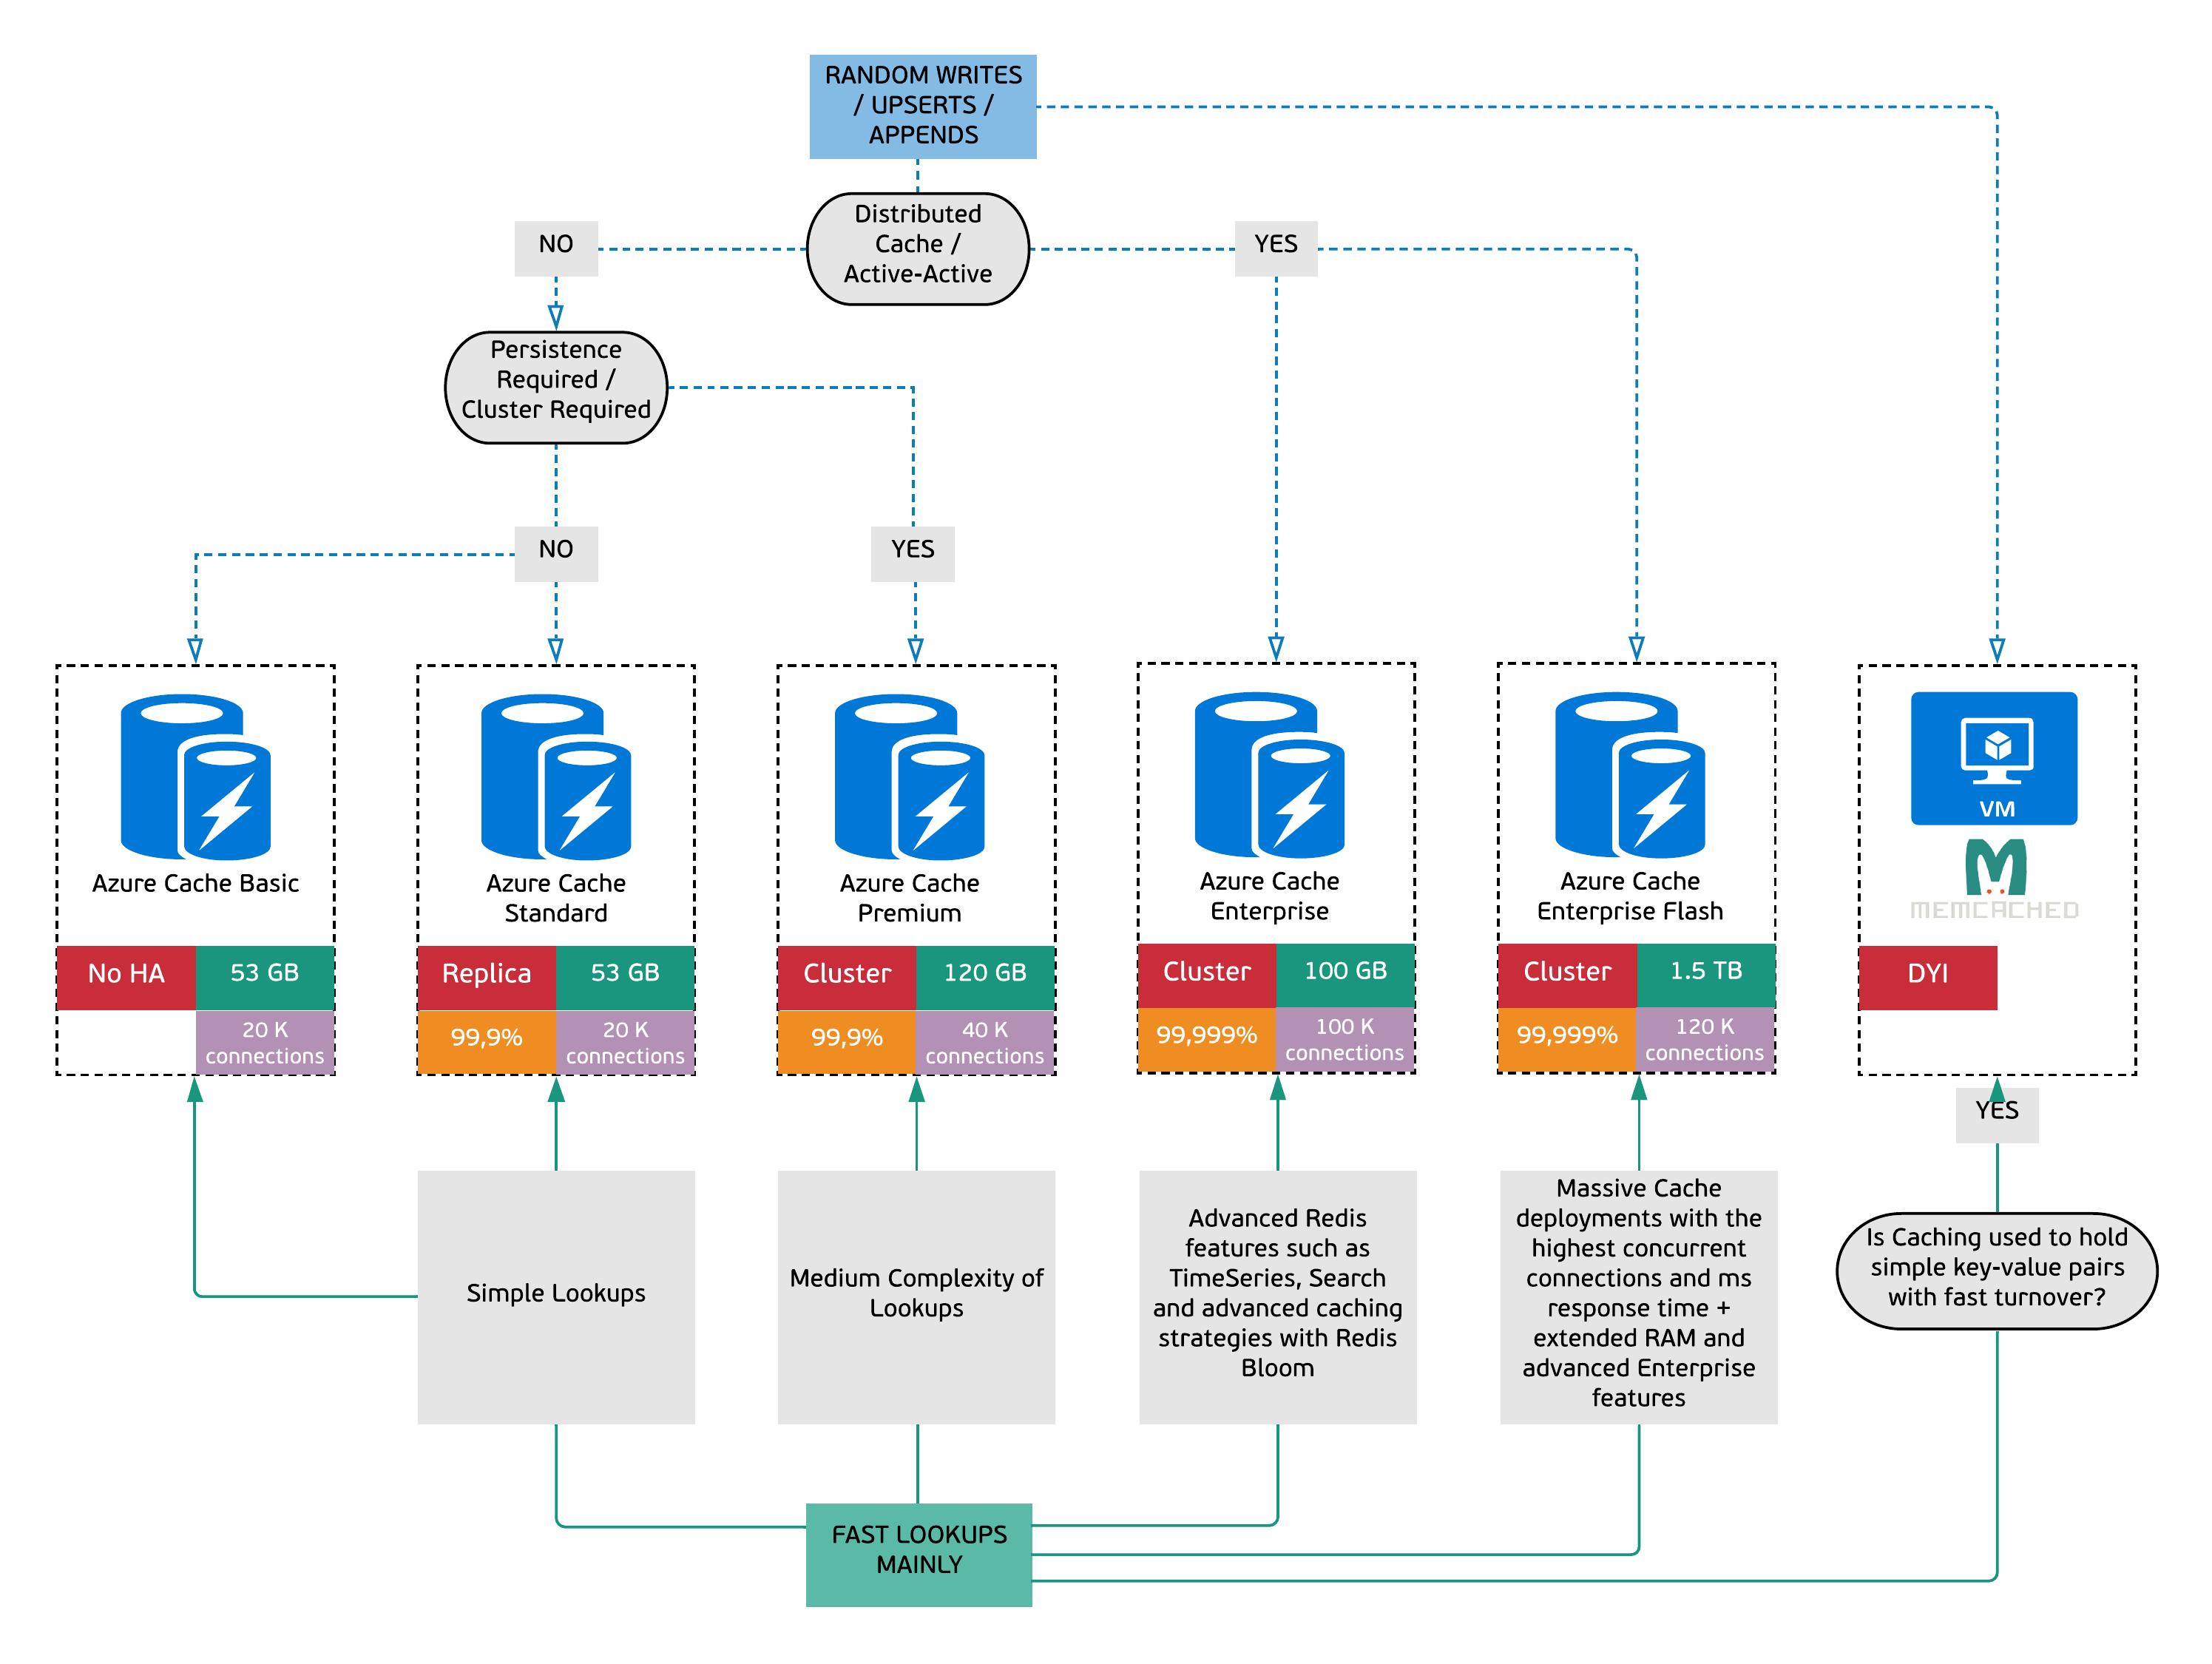 RANDOM WRITES
/ UPSERTS /
APPENDS
Distributed
Cache /
Active-Active
NO
YES
Persistence
Required /
Cluster Required
NO
YES
Azure Cache Basic
No HA
53 GB
20 K
connections
Azure Cache
Standard
Replica
53 GB
99,9%
20 K
connections
Azure Cache
Premium
Cluster
120 GB
99,9%
40 K
connections
Azure Cache
Enterprise
Cluster
100 GB
99,999%
100 K
connections
Azure Cache
Enterprise Flash
Cluster
1.5 TB
99,999%
120 K
connections
VM
MEMCACHED
DYI
YES
Simple Lookups
Medium Complexity of
Lookups
Advanced Redis
features such as
TimeSeries, Search
and advanced caching
strategies with Redis
Bloom
Massive Cache
deployments with the
highest concurrent
connections and ms
response time +
extended RAM and
advanced Enterprise
features
Is Caching used to hold
simple key-value pairs
with fast turnover?
FAST LOOKUPS
MAINLY